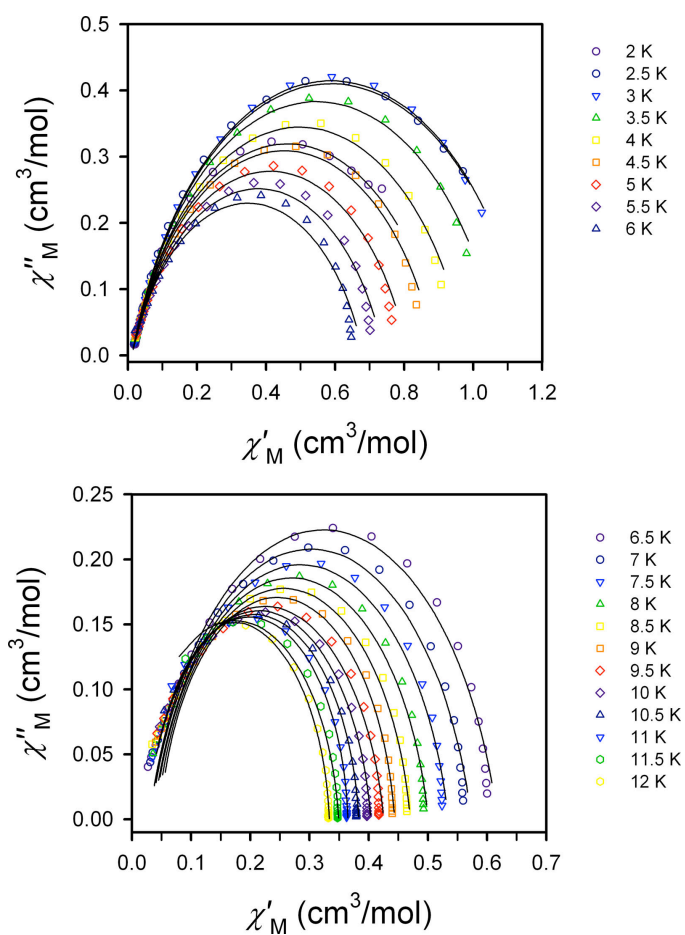 0.5
0.4
0.3
0.2
0.1
0.0
χ″M (cm3/mol)
0.0 0.2 0.4 0.6 0.8 1.0 1.2
χ′M (cm3/mol)
2 K
2.5 K
3 K
3.5 K
4 K
4.5 K
5 K
5.5 K
6 K
0.25
0.20
0.15
0.10
0.05
0.00
χ″M (cm3/mol)
0.0 0.1 0.2 0.3 0.4 0.5 0.6 0.7
χ′M (cm3/mol)
6.5 K
7 K
7.5 K
8 K
8.5 K
9 K
9.5 K
10 K
10.5 K
11 K
11.5 K
12 K